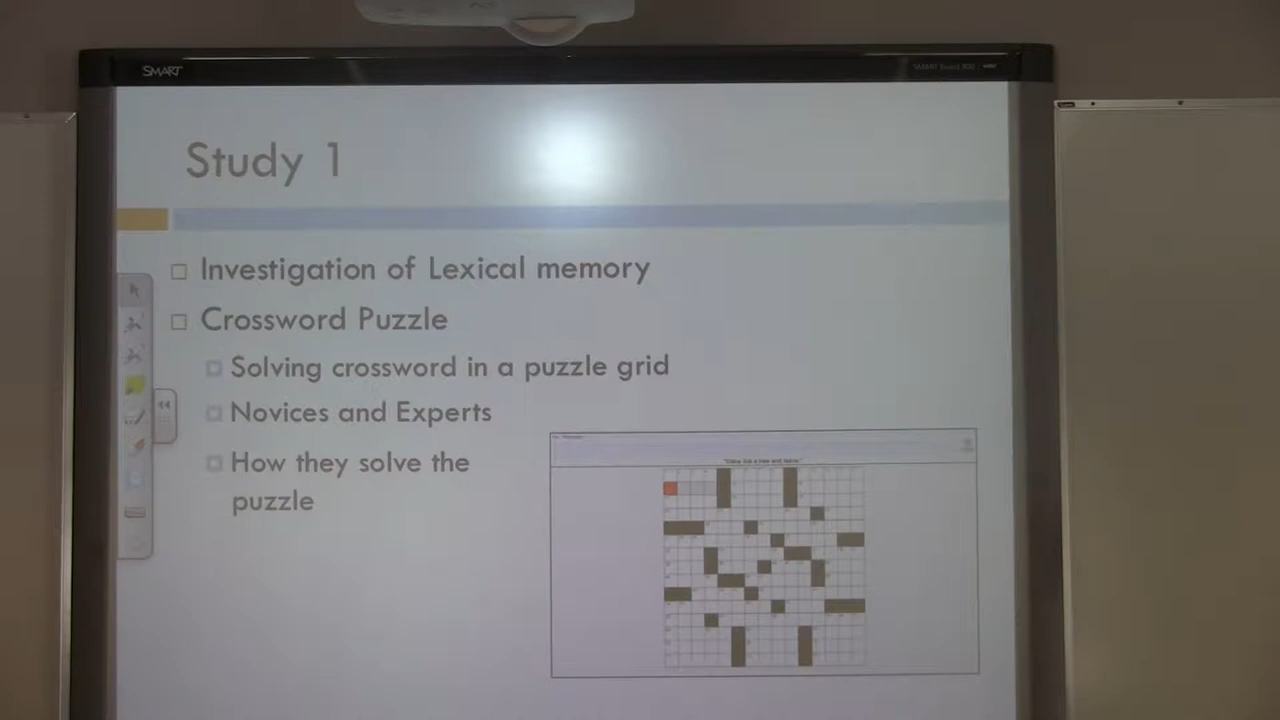 SMART
Study 1
Investigation of Lexical memory
Crossword Puzzle
Solving crossword in a puzzle grid
Novices and Experts
How they solve the
puzzle